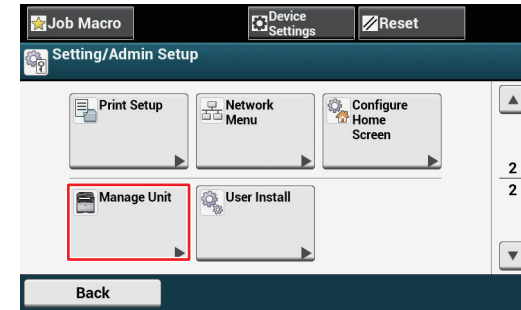 Job Macro
Device
Settings
Reset
Setting/Admin Setup
Print Setup
Network
Menu
Configure
Home
Screen
2
2
Manage Unit
User Install
Back